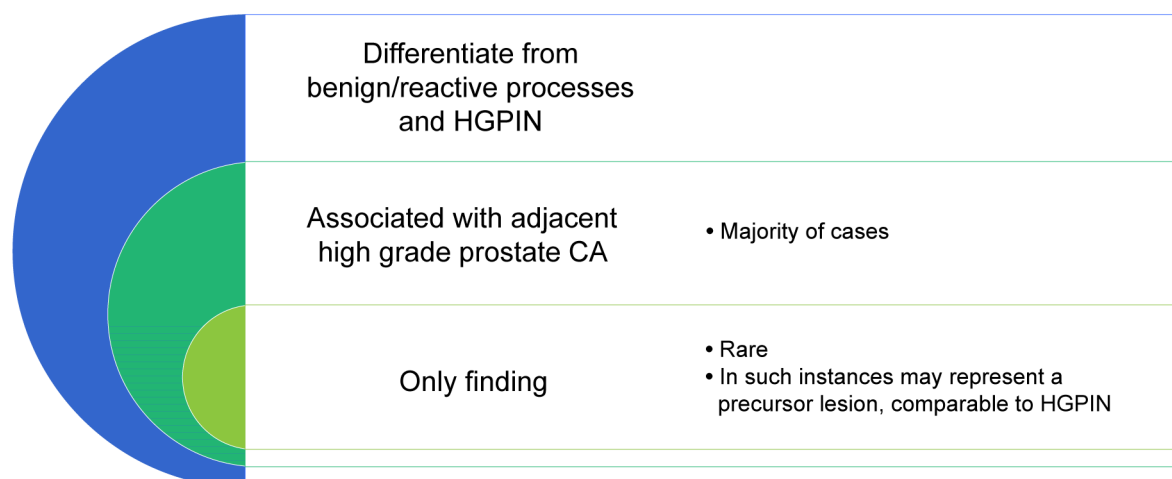 Differentiate from
benign/reactive processes
and HGPIN
Associated with adjacent
high grade prostate CA
• Majority of cases
Only finding
• Rare
• In such instances may represent a
precursor lesion, comparable to HGPIN